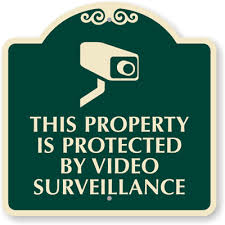 THIS PROPERTY
IS PROTECTED
BY VIDEO
SURVEILLANCE